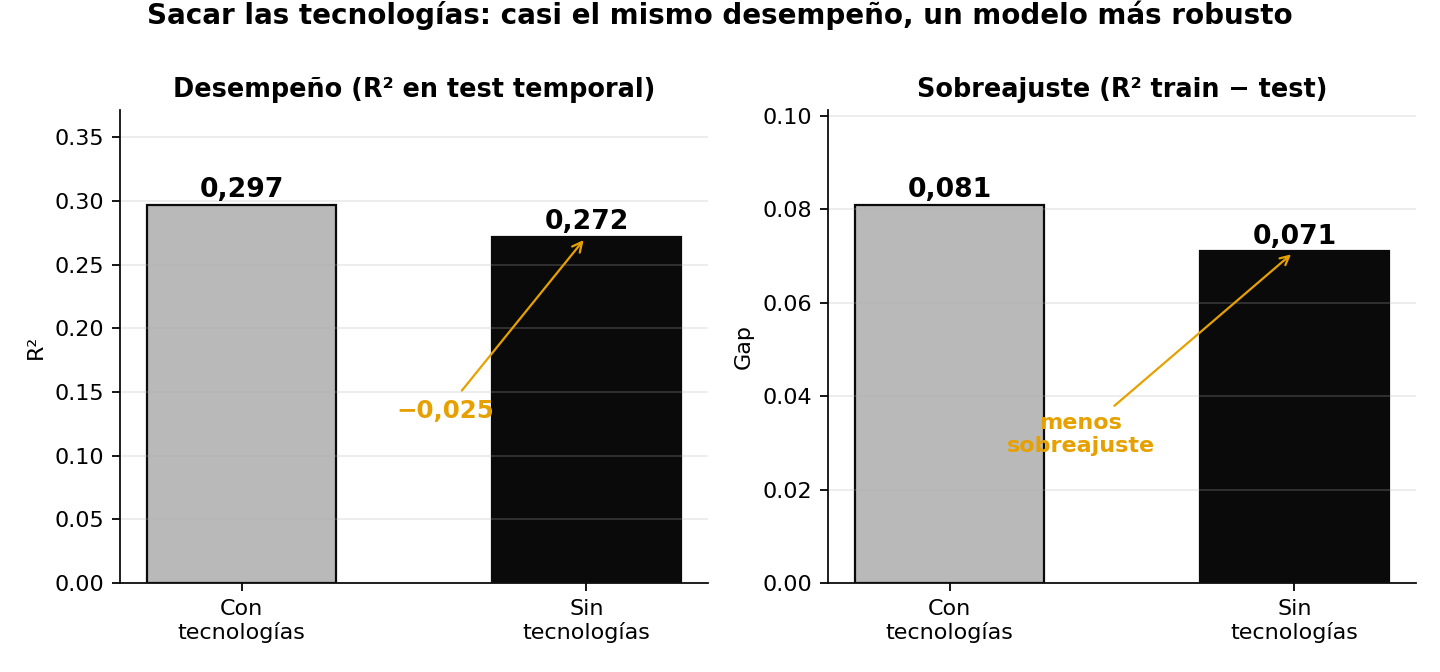 Sacar las tecnologías: casi el mismo desempeño, un modelo más robusto
Desempeño (R² en test temporal)
R²
0.35
0.30
0.25
0.20
0.15
0.10
0.05
0.00
0,297
0,272
−0,025
Con
tecnologías
Sin
tecnologías
Sobreajuste (R² train − test)
Gap
0.10
0.08
0.06
0.04
0.02
0.00
0,081
0,071
menos
sobreajuste
Con
tecnologías
Sin
tecnologías